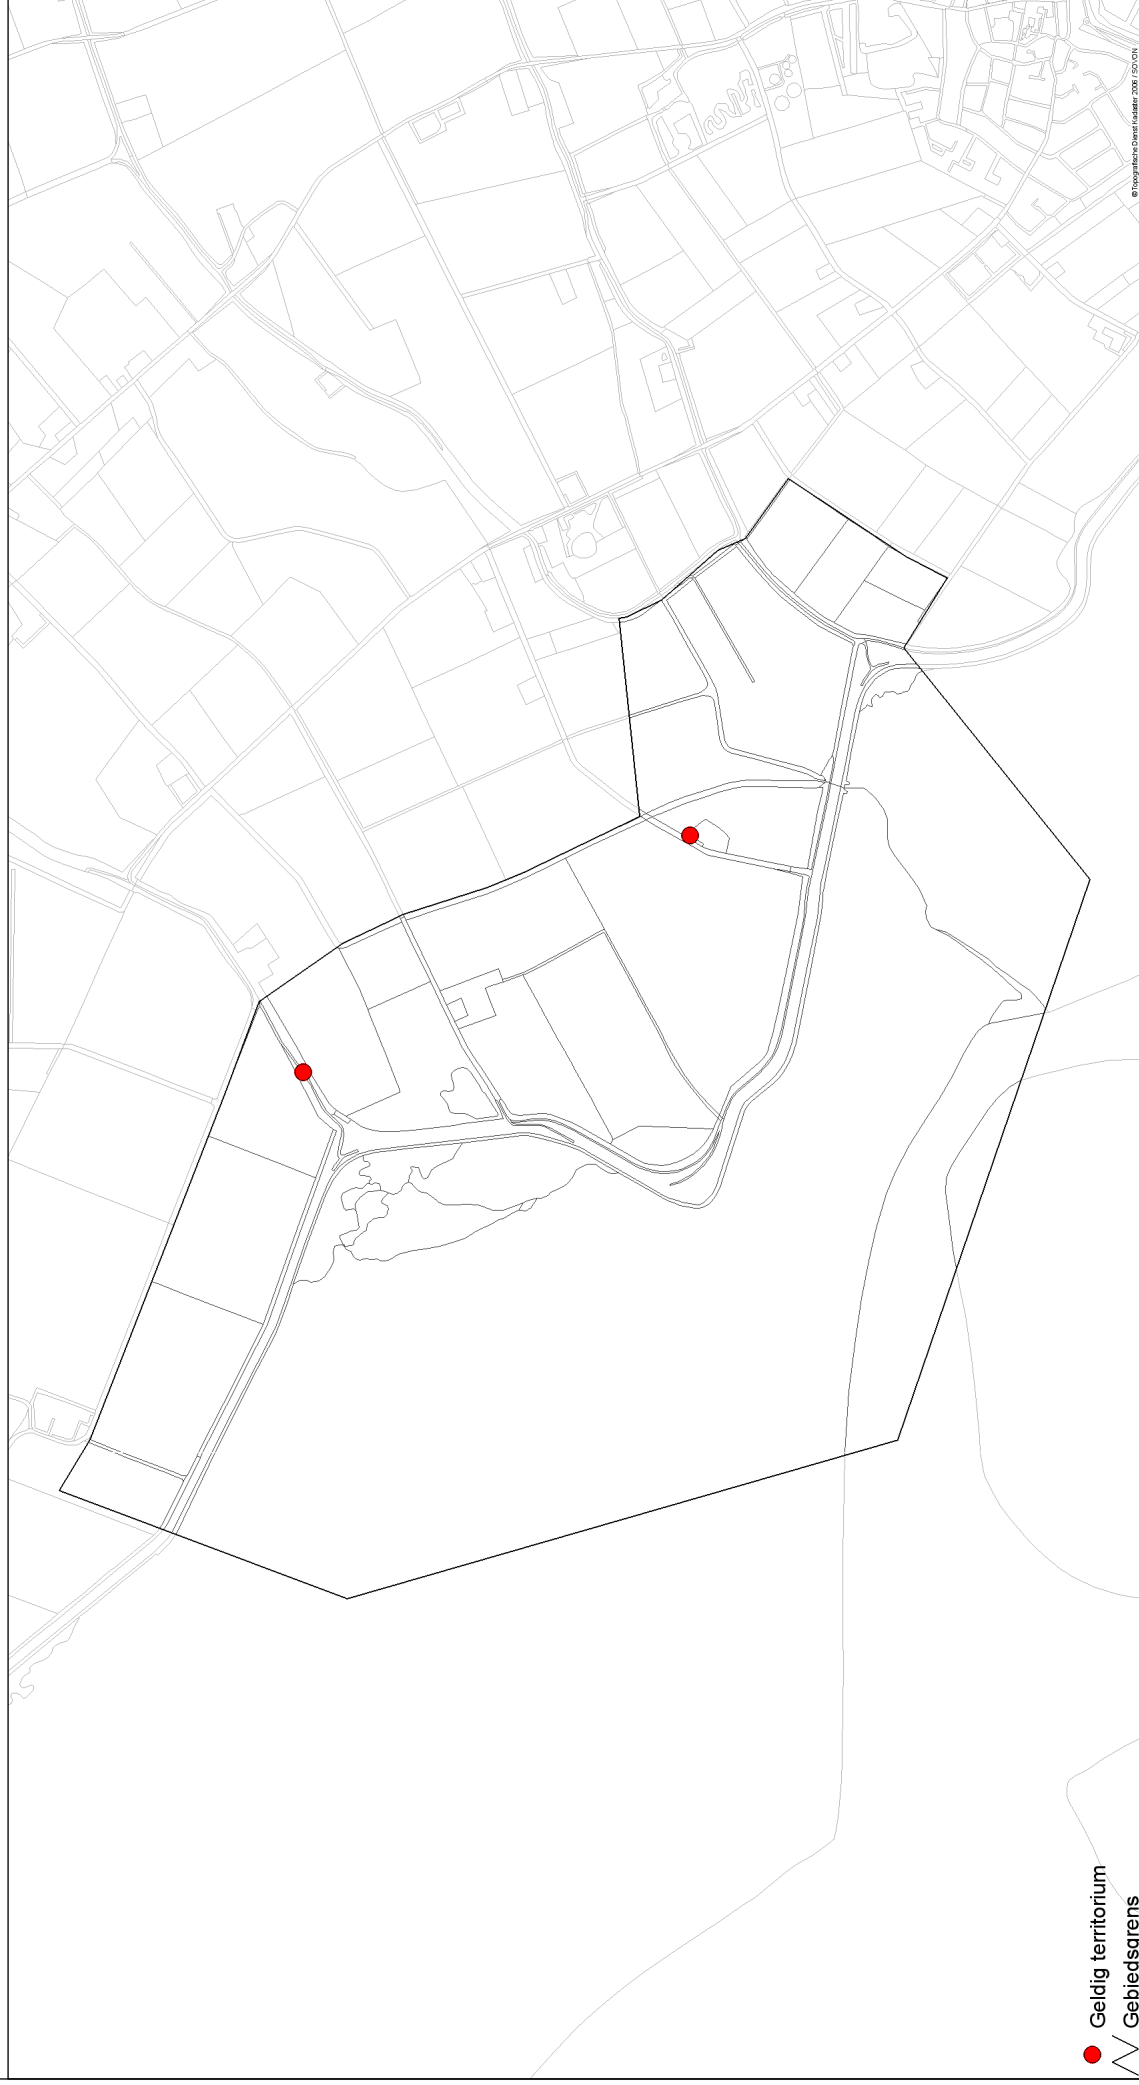 © Topografische Dienst Kadaster 2006 / SOVON
Geldig territorium
Gebiedsgrens